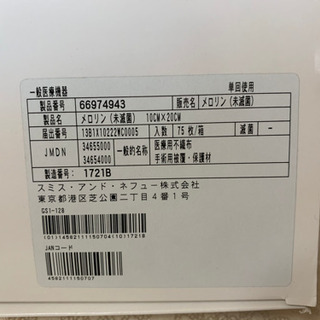 一般医療機器 単回使用
製品番号 66974943 販売名 メロリン(未滅菌)
製品名 メロリン(未滅菌) 10CM×20CM
届出番号 13B1X10222WC0005 入数 75 枚/箱 滅菌 -
JMDN 34655000 一般的名称 医療用不織布
34654000 手術用被覆・保護材
製造番号: 1721B
スミス・アンド・ネフュー株式会社
東京都港区芝公園二丁目4番1号
GS1-128
(01)14582111150704(10)1721B
JANコード
4582111150707